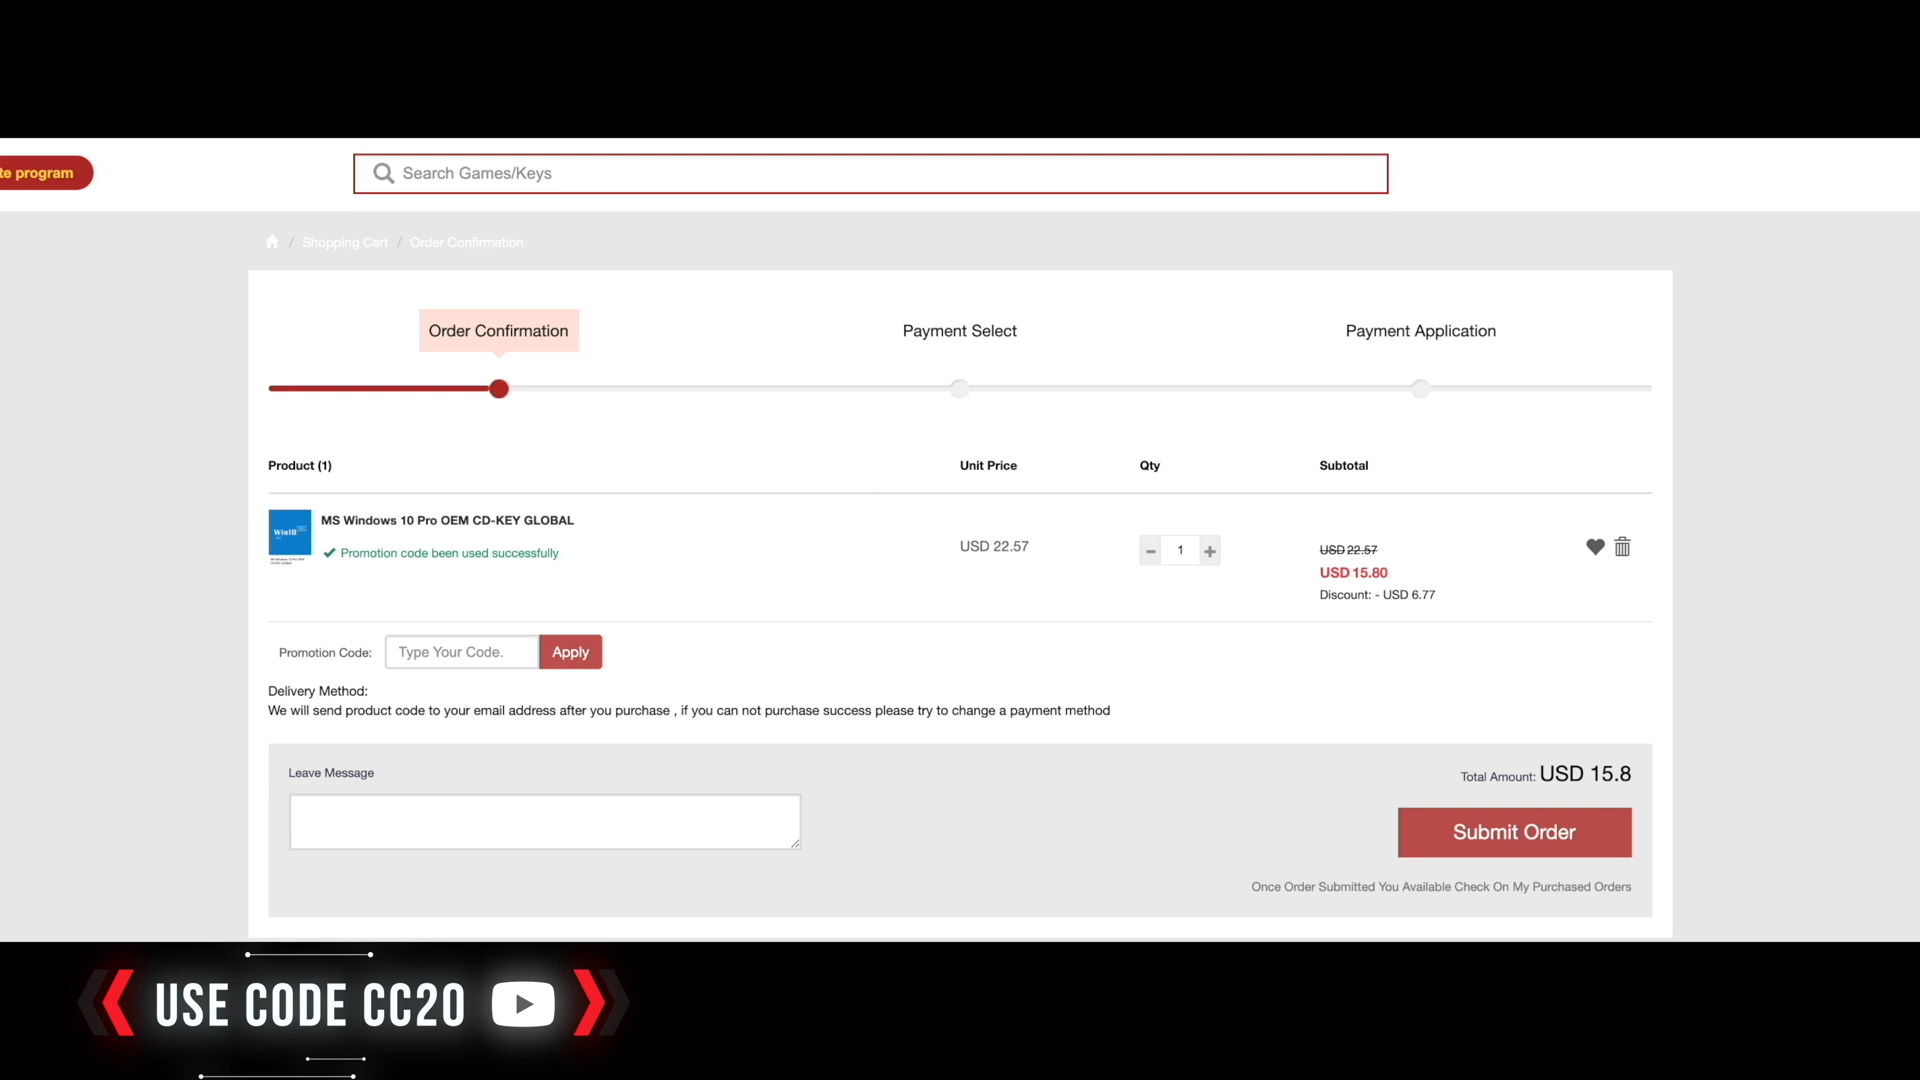 te program
Search Games/Keys
/ Shopping Cart / Order Confirmation
Order Confirmation
Payment Select
Payment Application
Product (1)
Unit Price
Qty
Subtotal
Win10
MS Windows 10 Pro OEM CD-KEY GLOBAL
Promotion code been used successfully
USD 22.57
1
USD 22.57
USD 15.80
Discount: - USD 6.77
Promotion Code:
Type Your Code.
Apply
Delivery Method:
We will send product code to your email address after you purchase , if you can not purchase success please try to change a payment method
Leave Message
Total Amount: USD 15.8
Submit Order
Once Order Submitted You Available Check On My Purchased Orders
USE CODE CC20